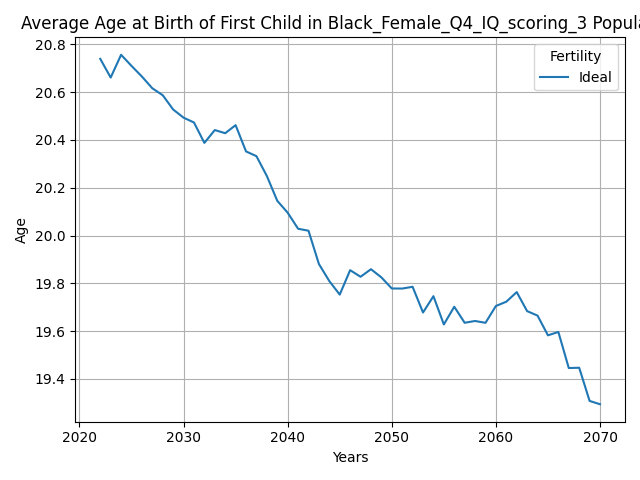 Average Age at Birth of First Child in Black_Female_Q4_IQ_scoring_3 Popula
Fertility
Ideal
20.8
20.6
20.4
20.2
20.0
19.8
19.6
19.4
Age
2020 2030 2040 2050 2060 2070
Years